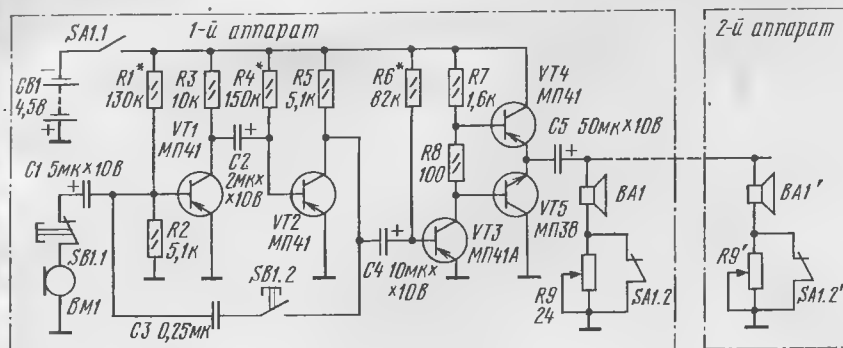 1-й аппарат
2-й аппарат
SA1.1
GB1
4,5В
R1*
130к
R3
10к
R4*
150к
R5
5,1к
R6*
82к
R7
1,6к
VT4
МП41
C5 50мк×10В
VT1
МП41
C2
2мк×
×10В
R8
100
C1 5мк×10В
R2
5,1к
VT2
МП41
VT3
МП41А
VT5
МП38
BA1
BA1'
SB1.1
BM1
SB1.2
C4 10мк×
×10В
R9
24
SA1.2
R9'
SA1.2'
C3 0,25мк